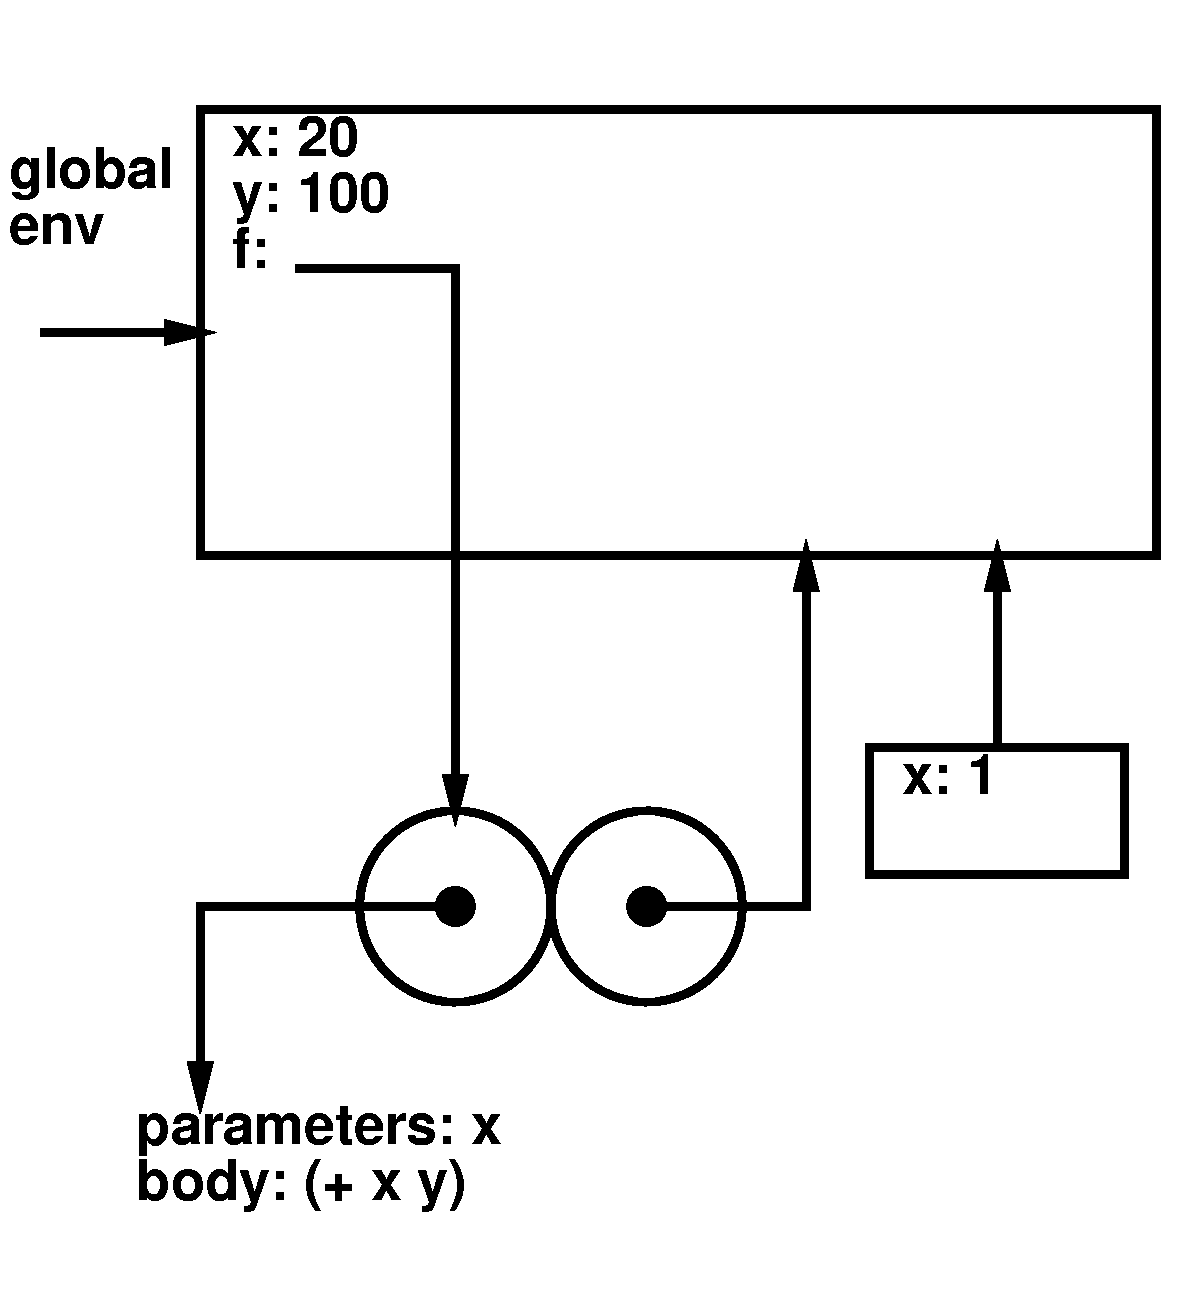 global
env
x: 20
y: 100
f:
x: 1
parameters: x
body: (+ x y)